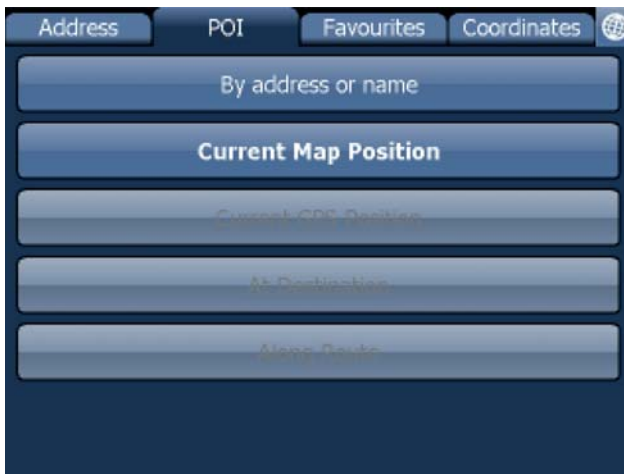 Address
POI
Favourites
Coordinates
By address or name
Current Map Position
Current GPS Position
At Destination
Along Route